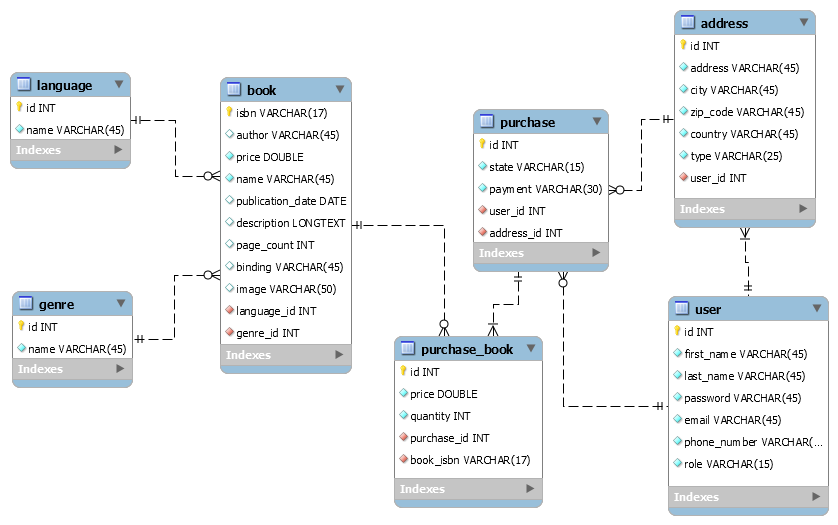 language
id INT
name VARCHAR(45)
Indexes
genre
id INT
name VARCHAR(45)
Indexes
book
isbn VARCHAR(17)
author VARCHAR(45)
price DOUBLE
name VARCHAR(45)
publication_date DATE
description LONGTEXT
page_count INT
binding VARCHAR(45)
image VARCHAR(50)
language_id INT
genre_id INT
Indexes
purchase
id INT
state VARCHAR(15)
payment VARCHAR(30)
user_id INT
address_id INT
Indexes
purchase_book
id INT
price DOUBLE
quantity INT
purchase_id INT
book_isbn VARCHAR(17)
Indexes
address
id INT
address VARCHAR(45)
city VARCHAR(45)
zip_code VARCHAR(45)
country VARCHAR(45)
type VARCHAR(25)
user_id INT
Indexes
user
id INT
first_name VARCHAR(45)
last_name VARCHAR(45)
password VARCHAR(45)
email VARCHAR(45)
phone_number VARCHAR(...
role VARCHAR(15)
Indexes